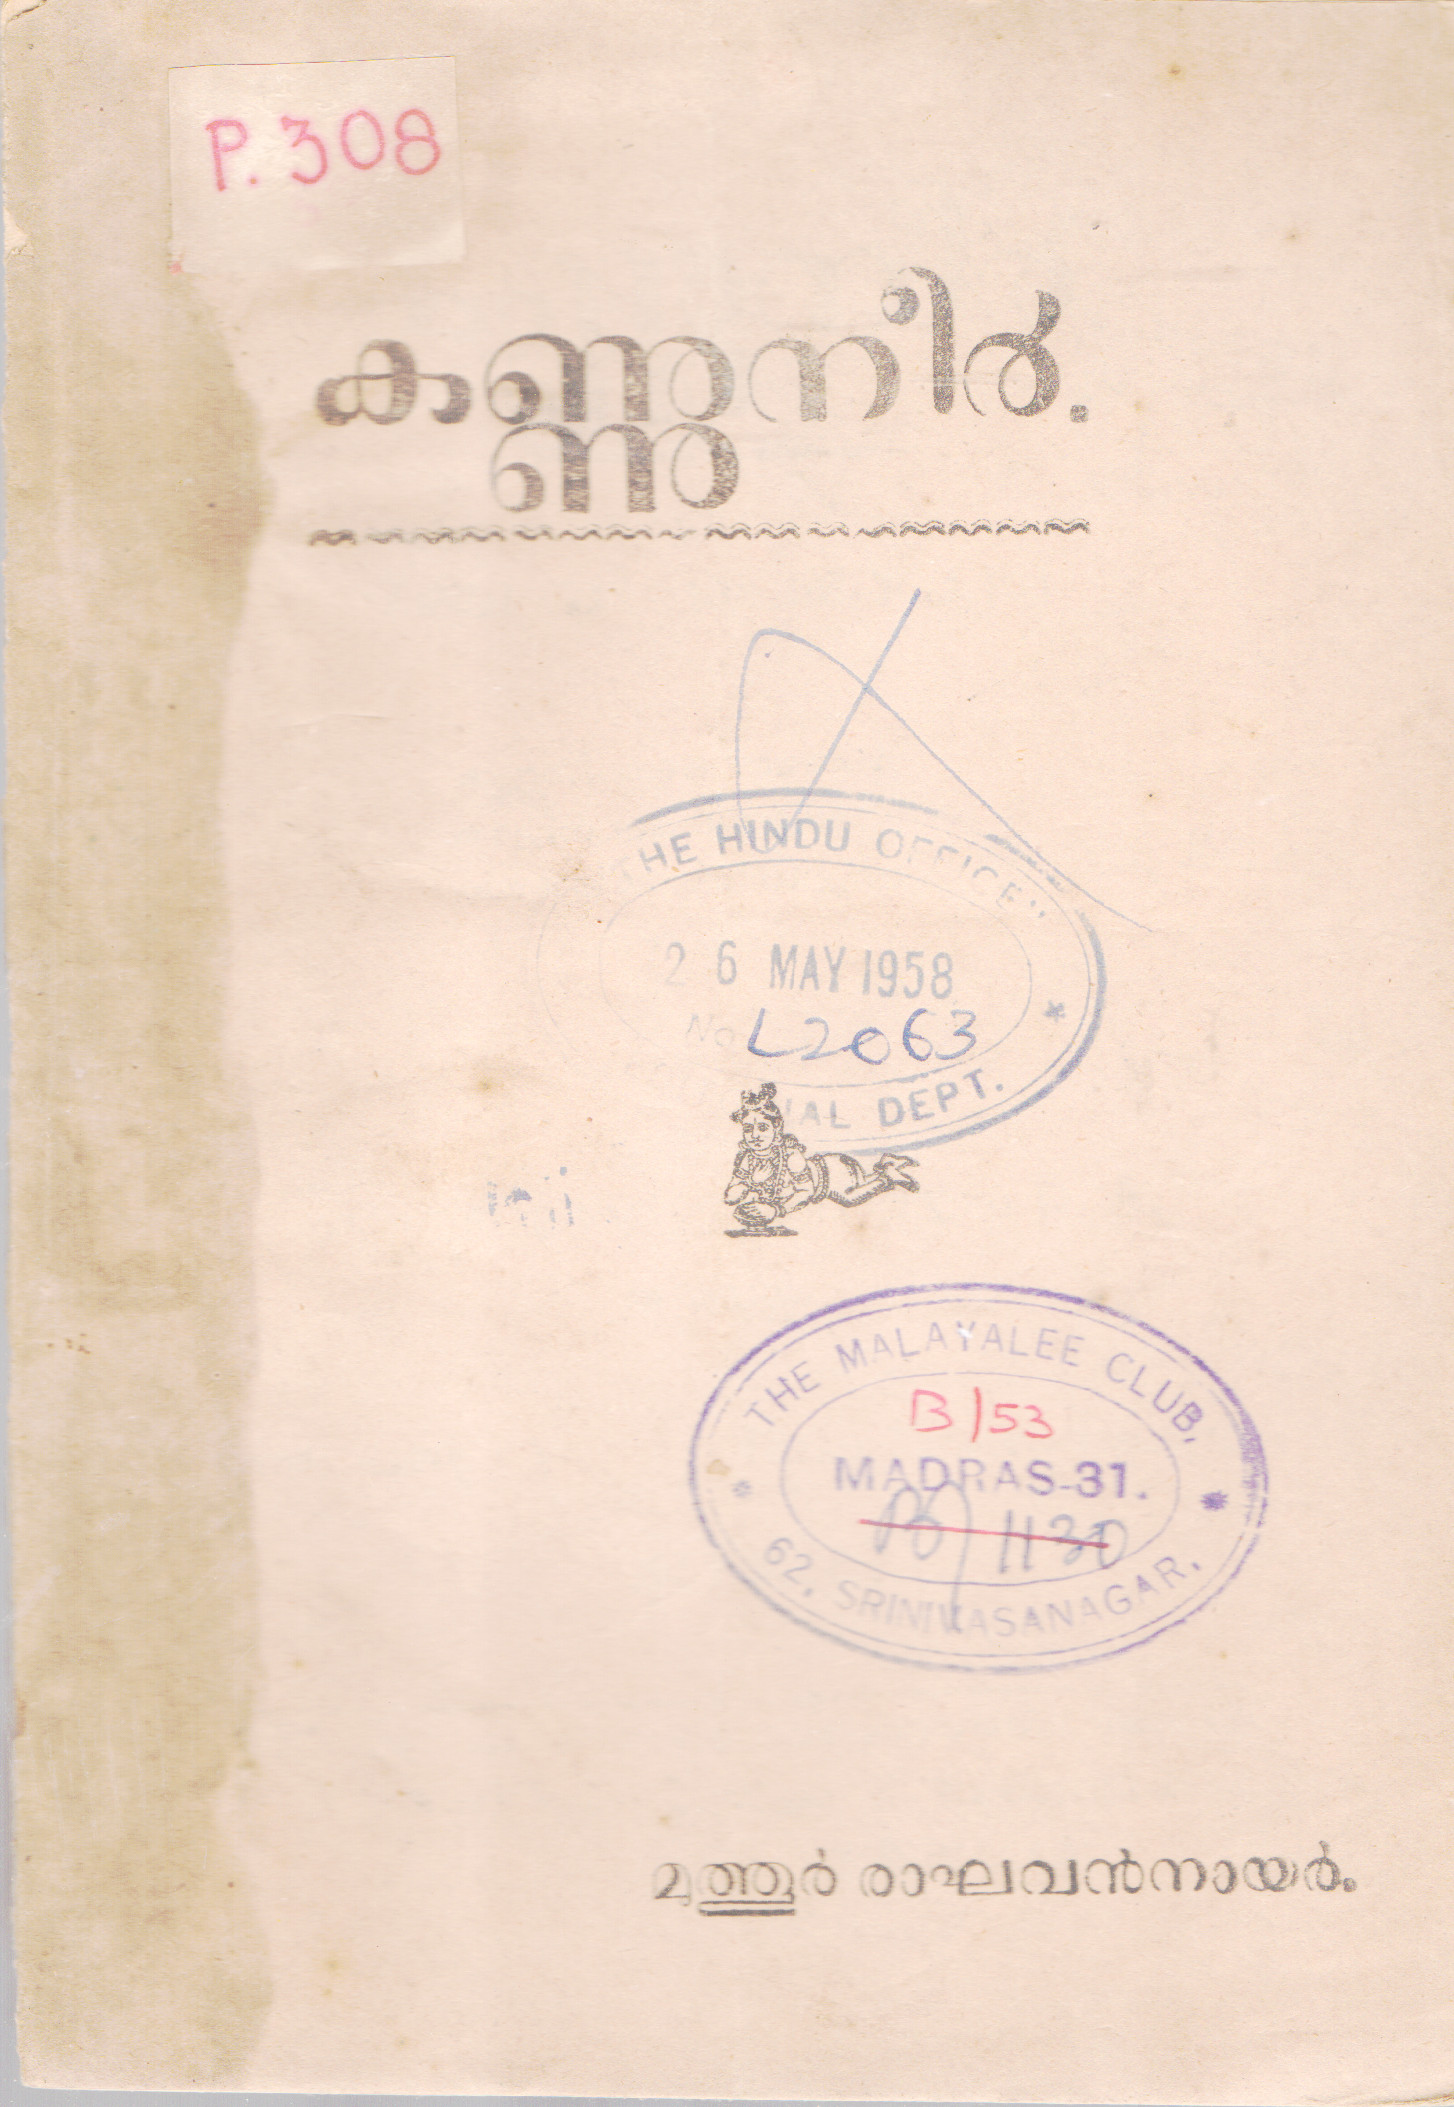 P. 308
കണ്ണുനീർ.
"THE HINDU OFFICE"
26 MAY 1958
No L2063
DEPT.
THE MALAYALEE CLUB,
B/53
MADRAS-31.
B/1130
62, SRINIVASANAGAR.
മുത്തൂർ രാഘവൻനായർ.